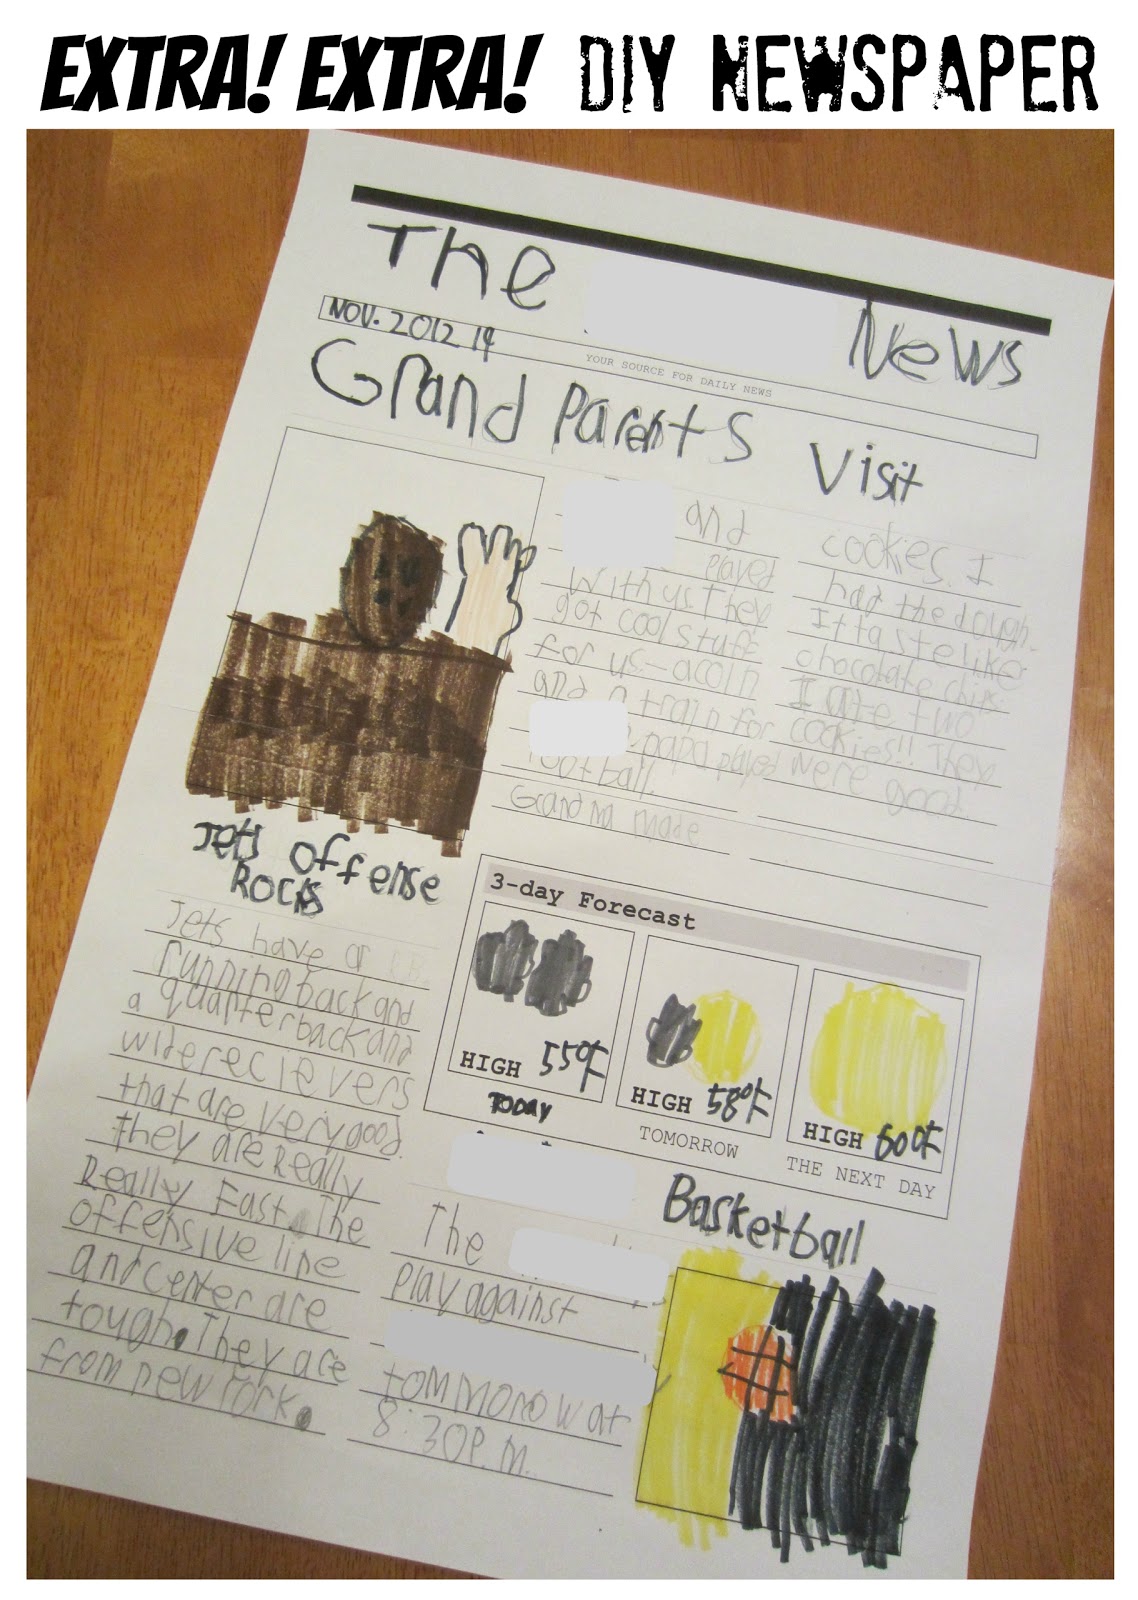 EXTRA! EXTRA! DIY NEWSPAPER
The News
NOV. 2012 19
YOUR SOURCE FOR DAILY NEWS
Grand Parents Visit
and
played
with us They
got cool stuff
for us- a coin
and a train for
papa played
football.
Grandma made
cookies. I
had the dough.
It taste like
chocolate chips.
I ate two
cookies!! They
were good.
Jets offense
Rocks
Jets have a
running back and
a quarterback and
wide recievers
that are very good.
They are Really
Really Fast. The
offensive line
and center are
tough. They are
from new York.
3-day Forecast
HIGH 55°F
Today
HIGH 58°F
TOMORROW
HIGH 60°F
THE NEXT DAY
The
play against
tommorow at
8:30P.M.
Basketball